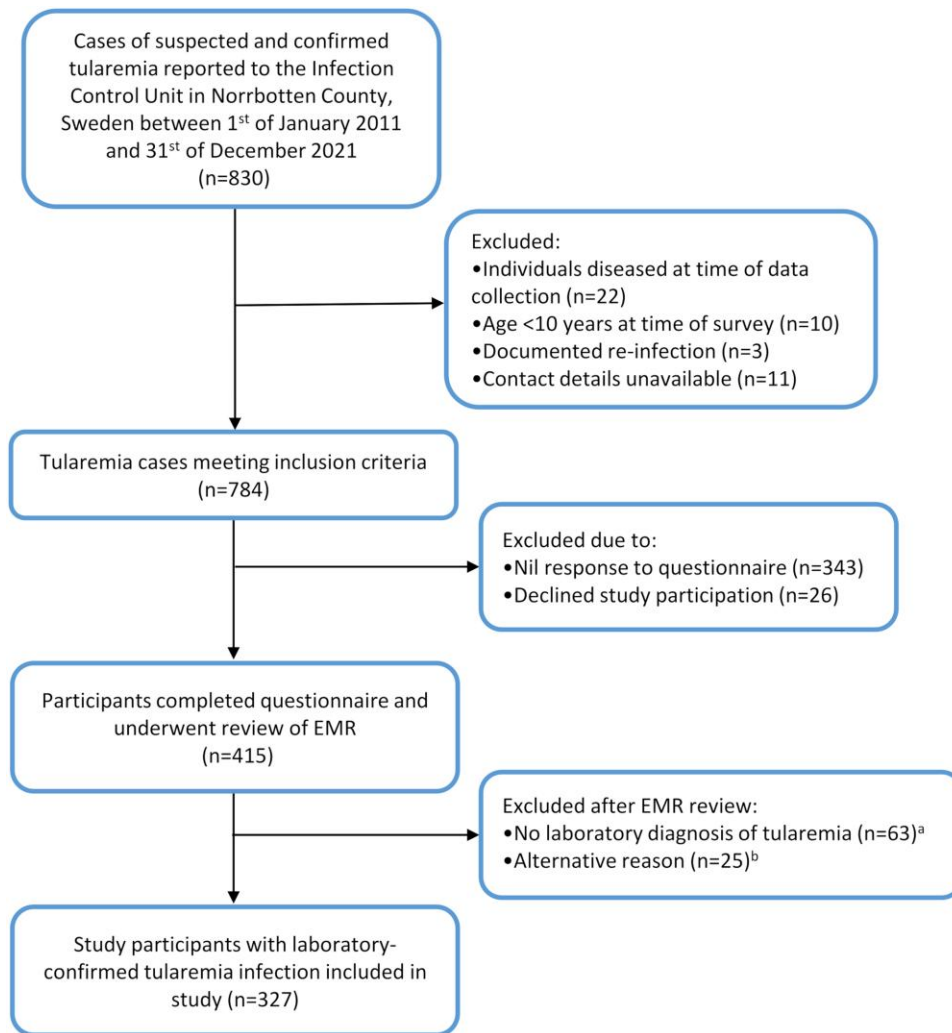 Cases of suspected and confirmed
tularemia reported to the Infection
Control Unit in Norrbotten County,
Sweden between 1st of January 2011
and 31st of December 2021
(n=830)
Excluded:
•Individuals diseased at time of data
collection (n=22)
•Age <10 years at time of survey (n=10)
•Documented re-infection (n=3)
•Contact details unavailable (n=11)
Tularemia cases meeting inclusion criteria
(n=784)
Excluded due to:
•Nil response to questionnaire (n=343)
•Declined study participation (n=26)
Participants completed questionnaire and
underwent review of EMR
(n=415)
Excluded after EMR review:
•No laboratory diagnosis of tularemia (n=63)a
•Alternative reason (n=25)b
Study participants with laboratory-
confirmed tularemia infection included in
study (n=327)